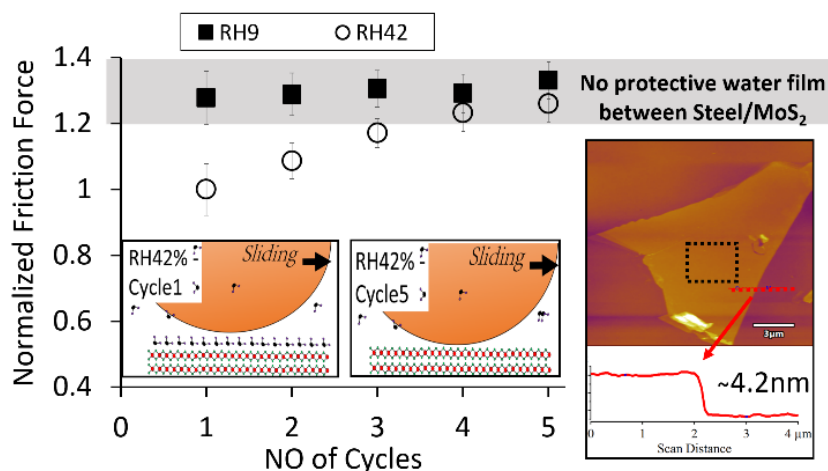 RH9 RH42
1.4
1.2
1
0.8
0.6
0.4
0 1 2 3 4 5
Normalized Friction Force
NO of Cycles
No protective water film
between Steel/MoS₂
RH42%
Cycle1
Sliding
RH42%
Cycle5
Sliding
3μm
~4.2nm
0 1 2 3 4 μm
Scan Distance